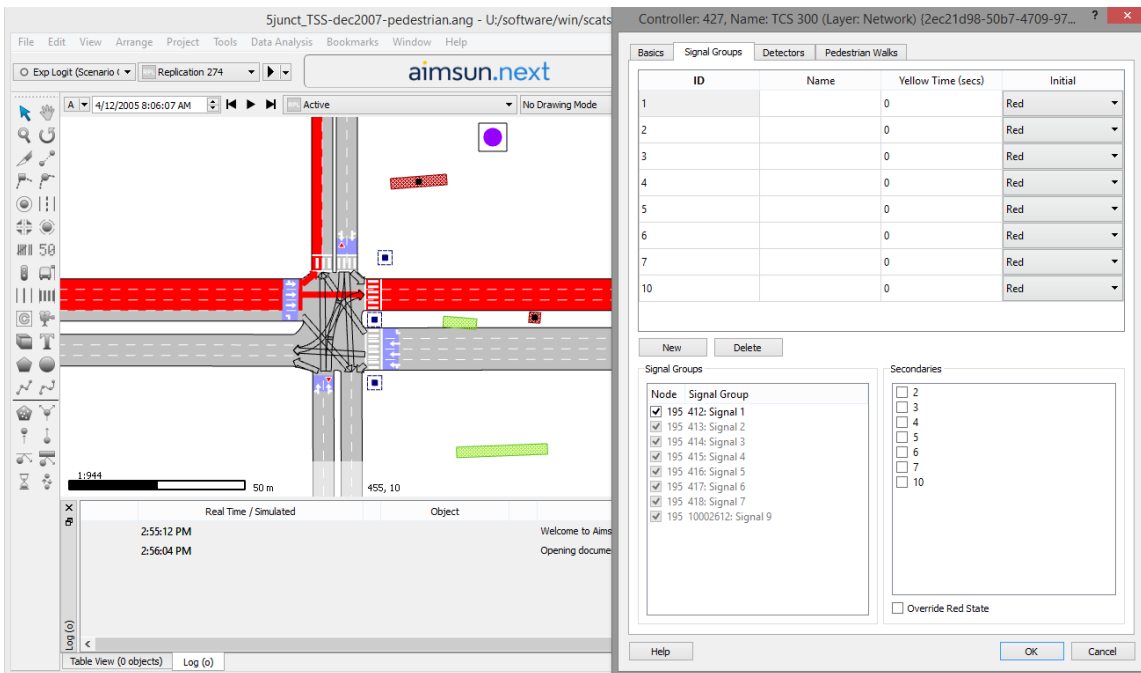 5junct_TSS-dec2007-pedestrian.ang - U:/software/win/scats
File Edit View Arrange Project Tools Data Analysis Bookmarks Window Help
Exp Logit (Scenario ( Replication 274
aimsun.next
A 4/12/2005 8:06:07 AM Active No Drawing Mode
50
1:944
50 m
455, 10
Real Time / Simulated Object
2:55:12 PM Welcome to Aims
2:56:04 PM Opening docume
Log (o)
Table View (0 objects) Log (o)
Controller: 427, Name: TCS 300 (Layer: Network) {2ec21d98-50b7-4709-97...
Basics Signal Groups Detectors Pedestrian Walks
ID Name Yellow Time (secs) Initial
1 0 Red
2 0 Red
3 0 Red
4 0 Red
5 0 Red
6 0 Red
7 0 Red
10 0 Red
New Delete
Signal Groups
Node Signal Group
195 412: Signal 1
195 413: Signal 2
195 414: Signal 3
195 415: Signal 4
195 416: Signal 5
195 417: Signal 6
195 418: Signal 7
195 10002612: Signal 9
Secondaries
2
3
4
5
6
7
10
Override Red State
Help OK Cancel